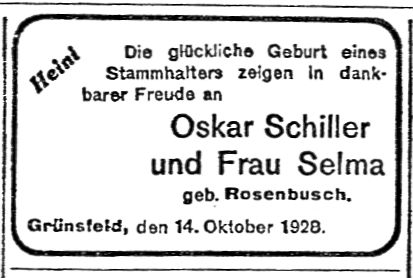 Heinl
Die glückliche Geburt eines
Stammhalters zeigen in dank-
barer Freude an
Oskar Schiller
und Frau Selma
geb. Rosenbusch.
Grünsfeld, den 14. Oktober 1928.